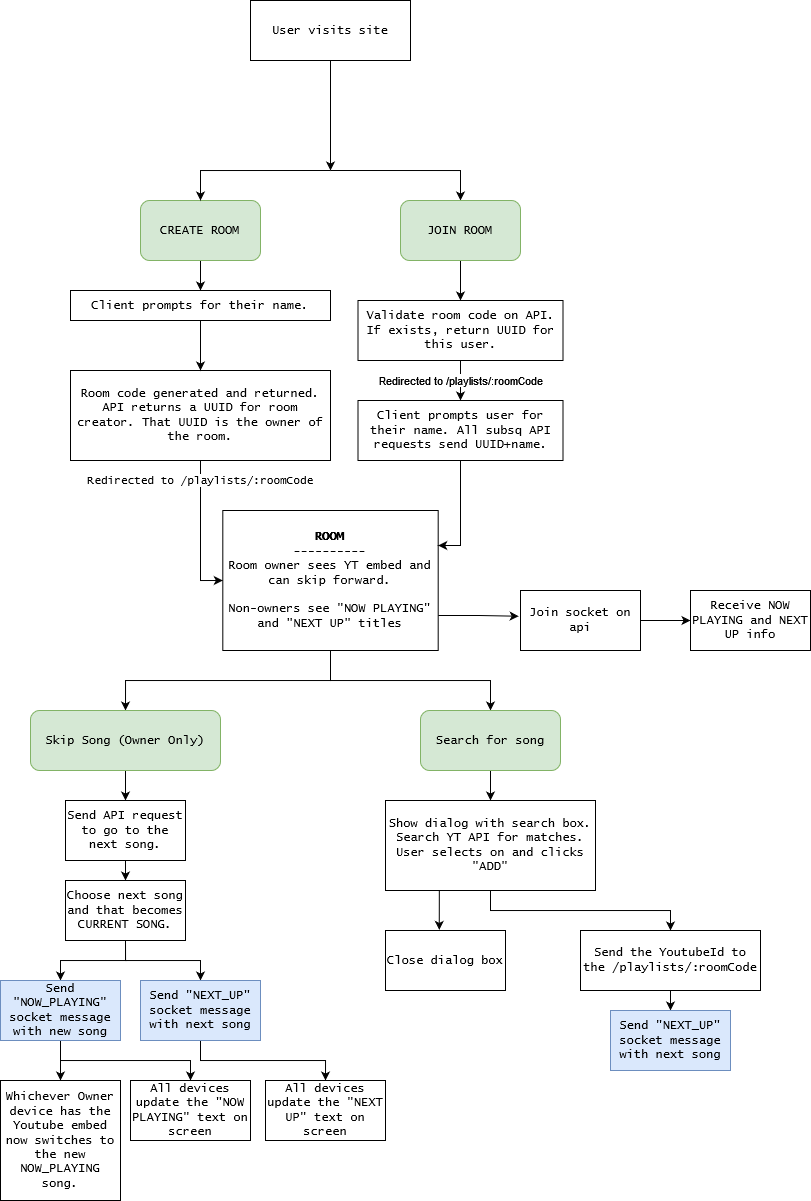 User visits site
CREATE ROOM
JOIN ROOM
Client prompts for their name.
Validate room code on API.
If exists, return UUID for
this user.
Room code generated and returned.
API returns a UUID for room
creator. That UUID is the owner of
the room.
Redirected to /playlists/:roomCode
Client prompts user for
their name. All subsq API
requests send UUID+name.
Redirected to /playlists/:roomCode
ROOM
----------
Room owner sees YT embed and
can skip forward.
Non-owners see "NOW PLAYING"
and "NEXT UP" titles
Join socket on
api
Receive NOW
PLAYING and NEXT
UP info
Skip Song (Owner Only)
Search for song
Send API request
to go to the
next song.
Choose next song
and that becomes
CURRENT SONG.
Show dialog with search box.
Search YT API for matches.
User selects on and clicks
"ADD"
Close dialog box
Send the YoutubeId to
the /playlists/:roomCode
Send
"NOW_PLAYING"
socket message
with new song
Send "NEXT_UP"
socket message
with next song
Send "NEXT_UP"
socket message
with next song
Whichever Owner
device has the
Youtube embed
now switches to
the new
NOW_PLAYING
song.
All devices
update the "NOW
PLAYING" text on
screen
All devices
update the "NEXT
UP" text on
screen